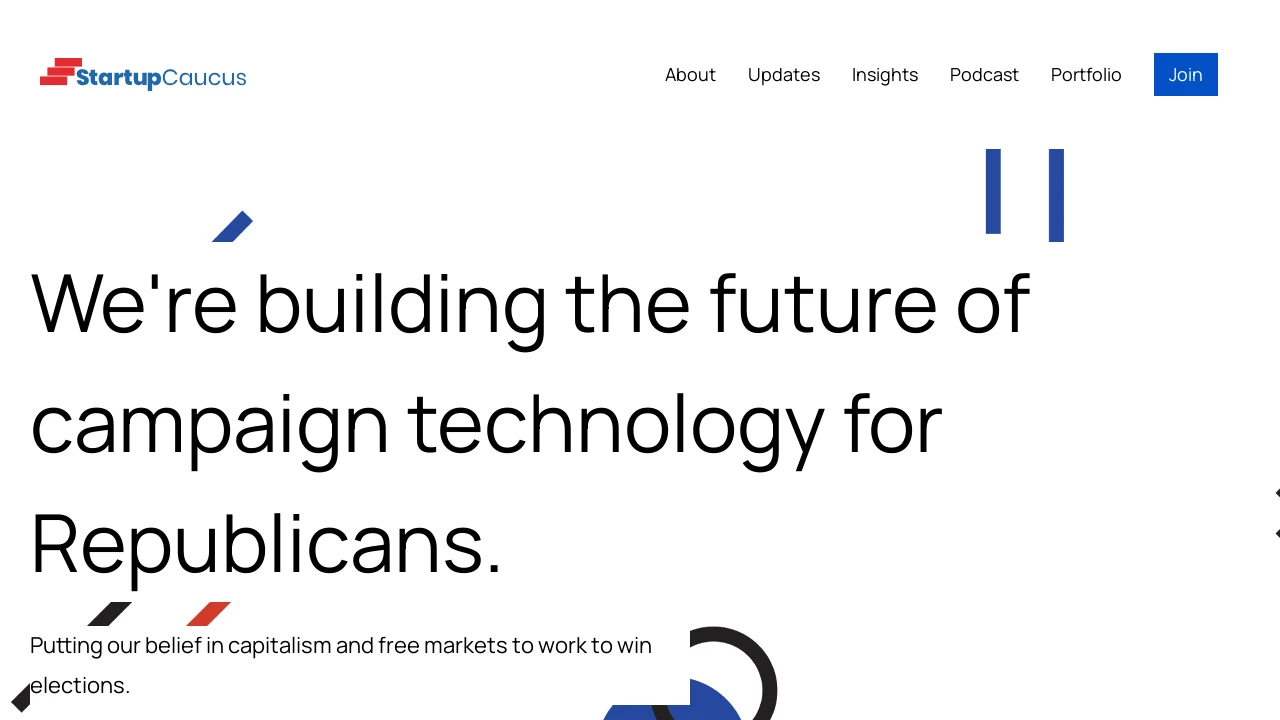 StartupCaucus
About
Updates
Insights
Podcast
Portfolio
Join
We're building the future of
campaign technology for
Republicans.
Putting our belief in capitalism and free markets to work to win
elections.